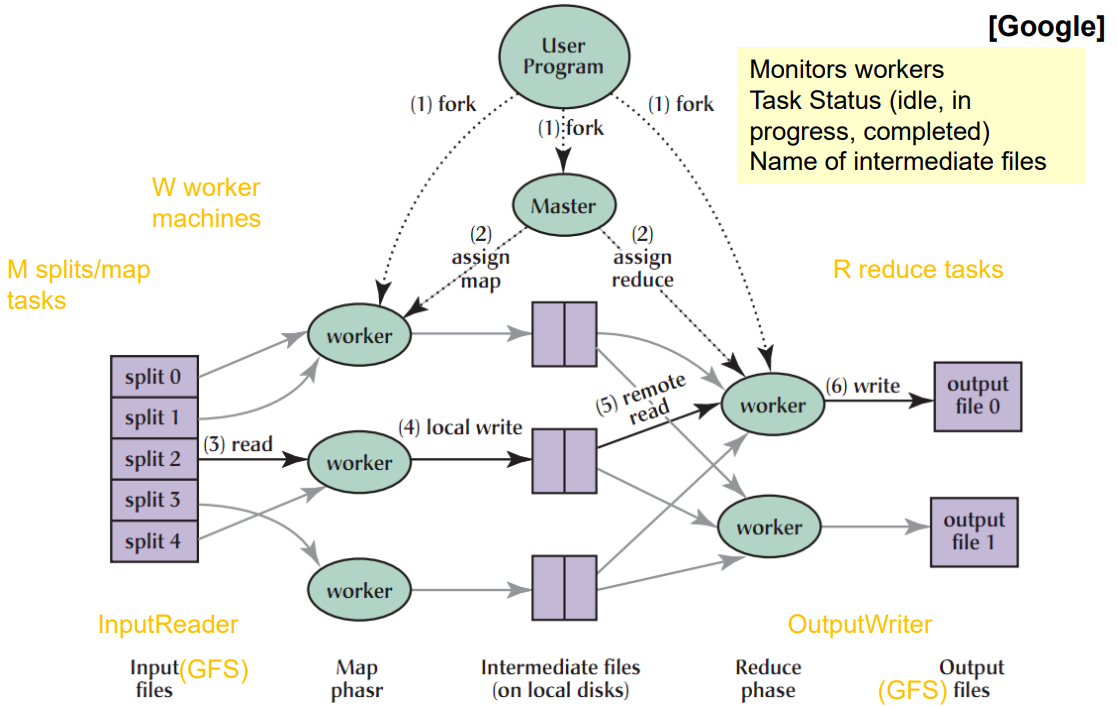 [Google]
User
Program
Monitors workers
Task Status (idle, in
progress, completed)
Name of intermediate files
(1) fork
(1) fork
(1) fork
W worker
machines
Master
(2)
assign
map
(2)
assign
reduce
M splits/map
tasks
R reduce tasks
worker
split 0
split 1
split 2
split 3
split 4
(3) read
worker
(4) local write
(5) remote
read
worker
(6) write
output
file 0
worker
output
file 1
worker
InputReader
OutputWriter
Input (GFS)
files
Map
phasr
Intermediate files
(on local disks)
Reduce
phase
Output
(GFS) files